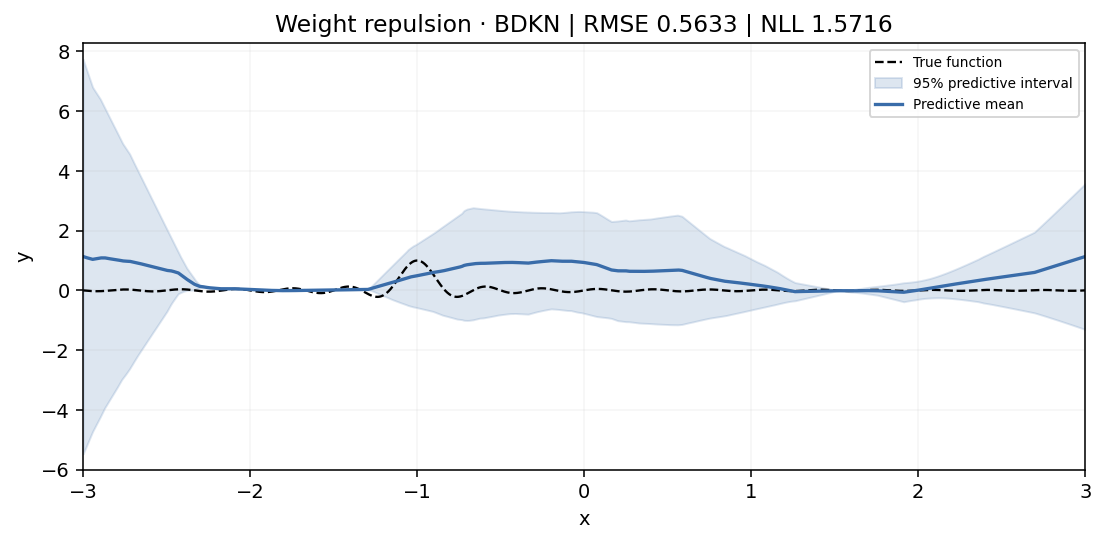 Weight repulsion · BDKN | RMSE 0.5633 | NLL 1.5716
True function
95% predictive interval
Predictive mean
8
6
4
2
0
−2
−4
−6
y
−3 −2 −1 0 1 2 3
x